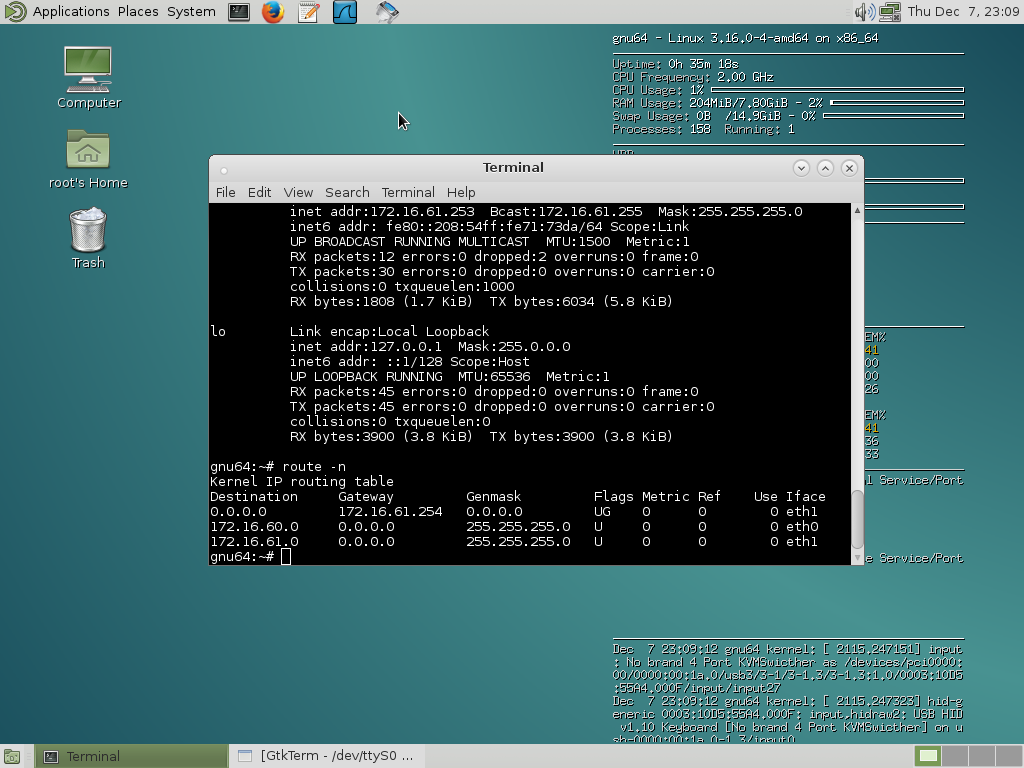 Applications Places System
Thu Dec 7, 23:09
Computer
root's Home
Trash
gnu64 - Linux 3.16.0-4-amd64 on x86_64
Uptime: 0h 35m 18s
CPU Frequency: 2.00 GHz
CPU Usage: 1%
RAM Usage: 204MiB/7.80GiB - 2%
Swap Usage: 0B /14.9GiB - 0%
Processes: 158 Running: 1
Terminal
File Edit View Search Terminal Help
inet addr:172.16.61.253 Bcast:172.16.61.255 Mask:255.255.255.0
inet6 addr: fe80::208:54ff:fe71:73da/64 Scope:Link
UP BROADCAST RUNNING MULTICAST MTU:1500 Metric:1
RX packets:12 errors:0 dropped:2 overruns:0 frame:0
TX packets:30 errors:0 dropped:0 overruns:0 carrier:0
collisions:0 txqueuelen:1000
RX bytes:1808 (1.7 KiB) TX bytes:6034 (5.8 KiB)
lo Link encap:Local Loopback
inet addr:127.0.0.1 Mask:255.0.0.0
inet6 addr: ::1/128 Scope:Host
UP LOOPBACK RUNNING MTU:65536 Metric:1
RX packets:45 errors:0 dropped:0 overruns:0 frame:0
TX packets:45 errors:0 dropped:0 overruns:0 carrier:0
collisions:0 txqueuelen:0
RX bytes:3900 (3.8 KiB) TX bytes:3900 (3.8 KiB)
gnu64:~# route -n
Kernel IP routing table
Destination Gateway Genmask Flags Metric Ref Use Iface
0.0.0.0 172.16.61.254 0.0.0.0 UG 0 0 0 eth1
172.16.60.0 0.0.0.0 255.255.255.0 U 0 0 0 eth0
172.16.61.0 0.0.0.0 255.255.255.0 U 0 0 0 eth1
gnu64:~#
EM%
41
00
00
26
EM%
41
36
33
l Service/Port
e Service/Port
Dec 7 23:09:12 gnu64 kernel: [ 2115.247151] input
: No brand 4 Port KVMSwicther as /devices/pci0000:
00/0000:00:1a.0/usb3/3-1/3-1.3/3-1.3:1.0/0003:10D5
:55A4.000F/input/input27
Dec 7 23:09:12 gnu64 kernel: [ 2115.247323] hid-g
eneric 0003:10D5:55A4.000F: input,hidraw2: USB HID
v1.10 Keyboard [No brand 4 Port KVMSwicther] on u
sb-0000:00:1a.0-1.3/input0
Terminal
[GtkTerm - /dev/ttyS0 ...